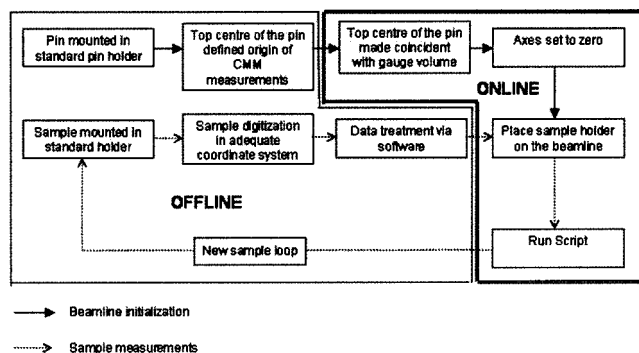 Pin mounted in
standard pin holder
Top centre of the pin
defined origin of
CMM measurements
Top centre of the pin
made coincident
with gauge volume
Axes set to zero
ONLINE
Sample mounted in
standard holder
Sample digitization
in adequate
coordinate system
Data treatment via
software
Place sample holder
on the beamline
OFFLINE
New sample loop
Run Script
Beamline initialization
Sample measurements